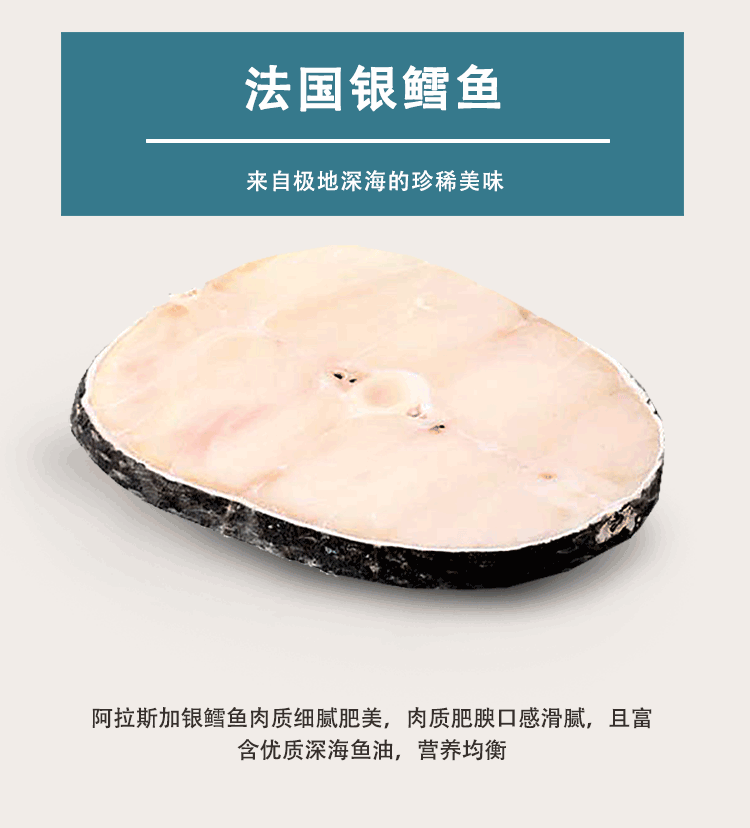 法国银鳕鱼
来自极地深海的珍稀美味
阿拉斯加银鳕鱼肉质细腻肥美，肉质肥腴口感滑腻，且富
含优质深海鱼油，营养均衡